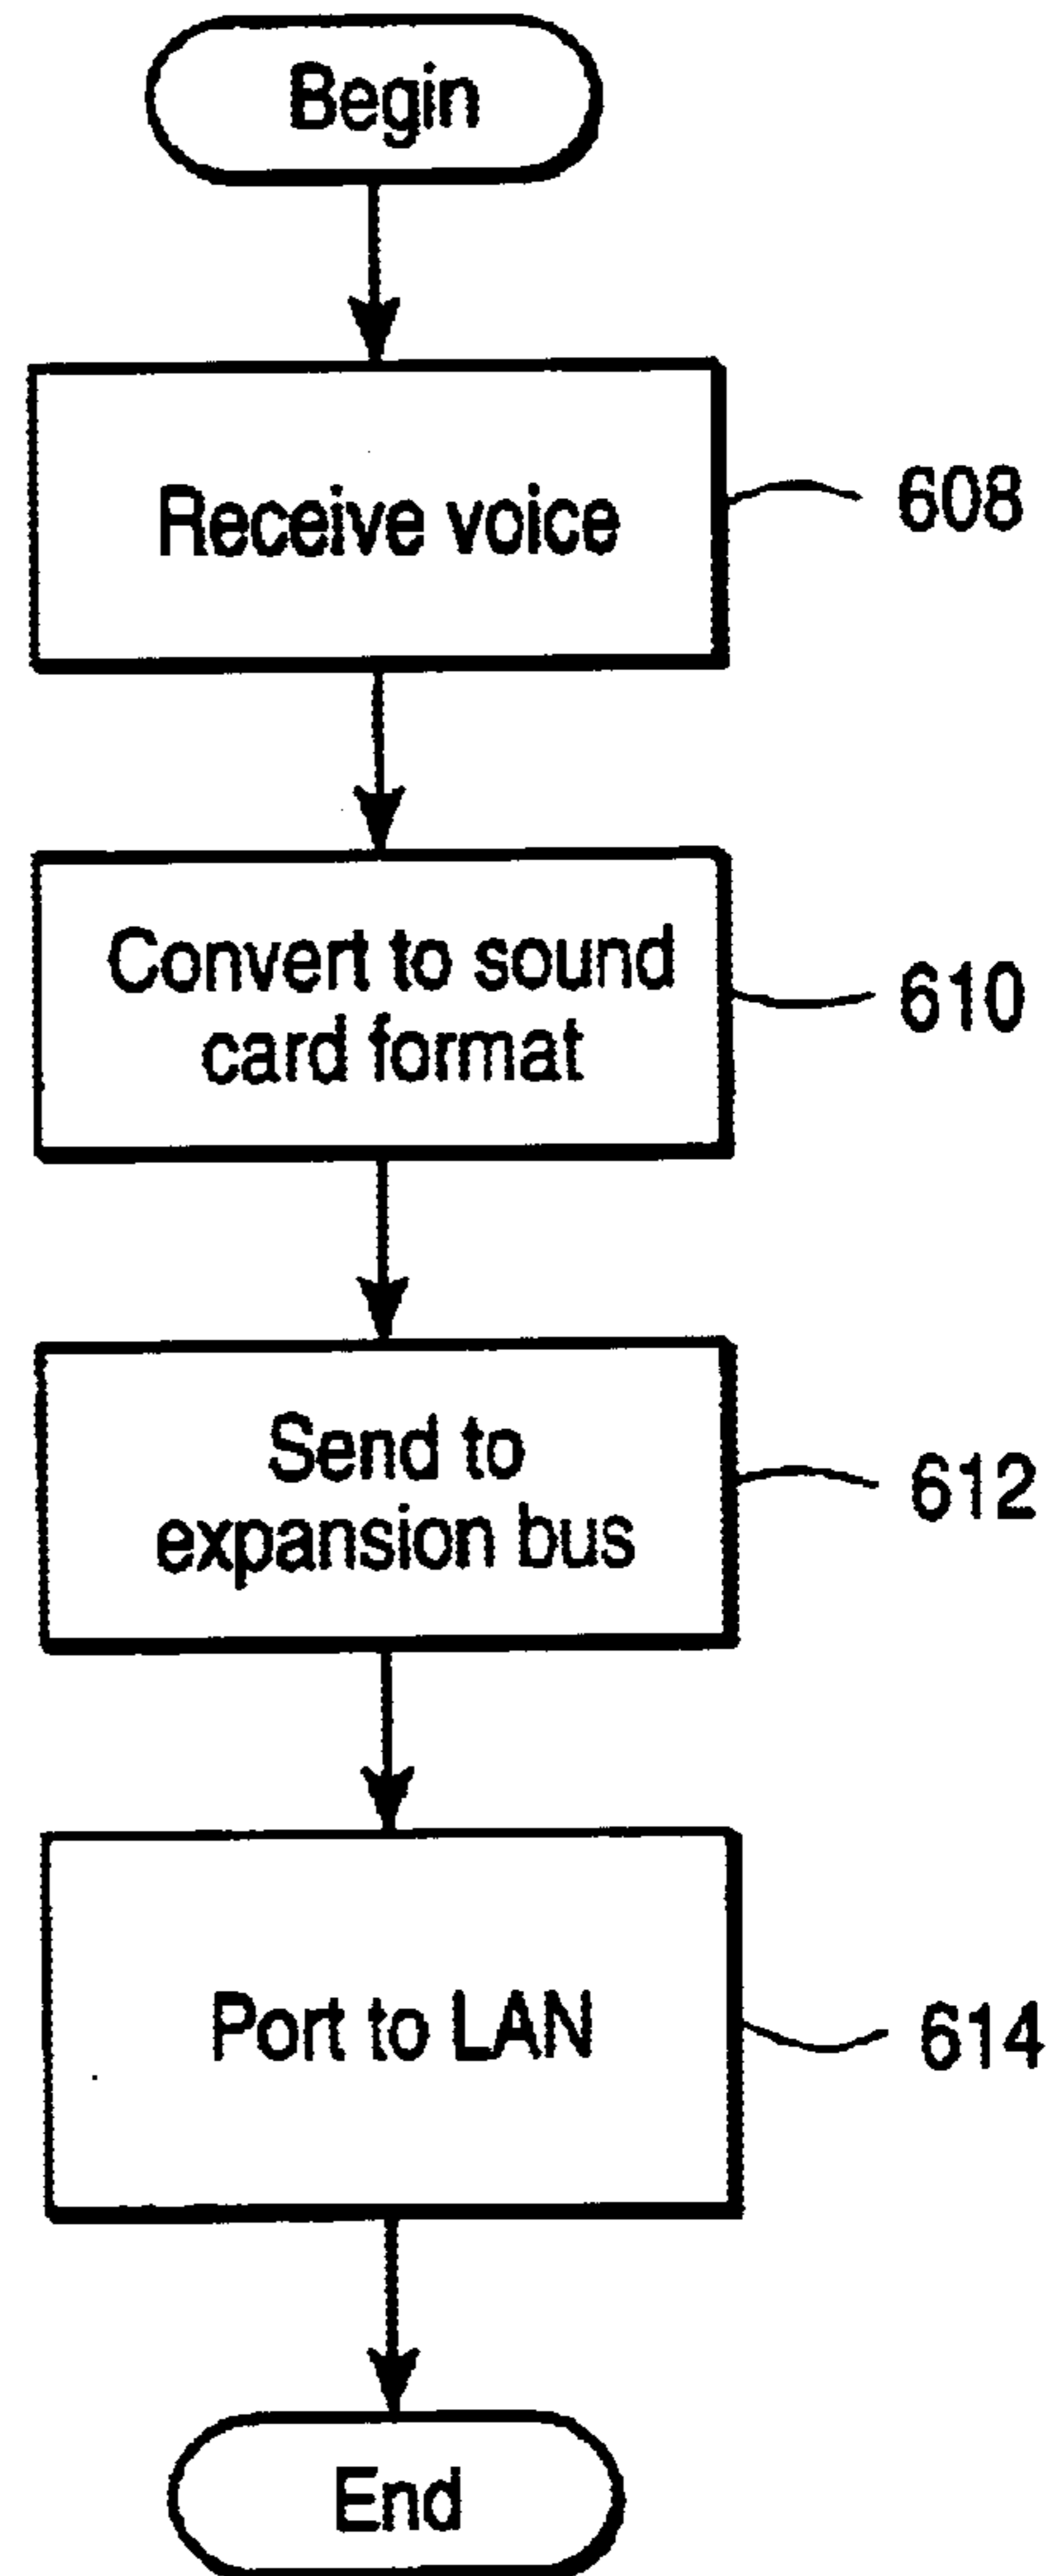 Begin
Receive voice
608
Convert to sound
card format
610
Send to
expansion bus
612
Port to LAN
614
End